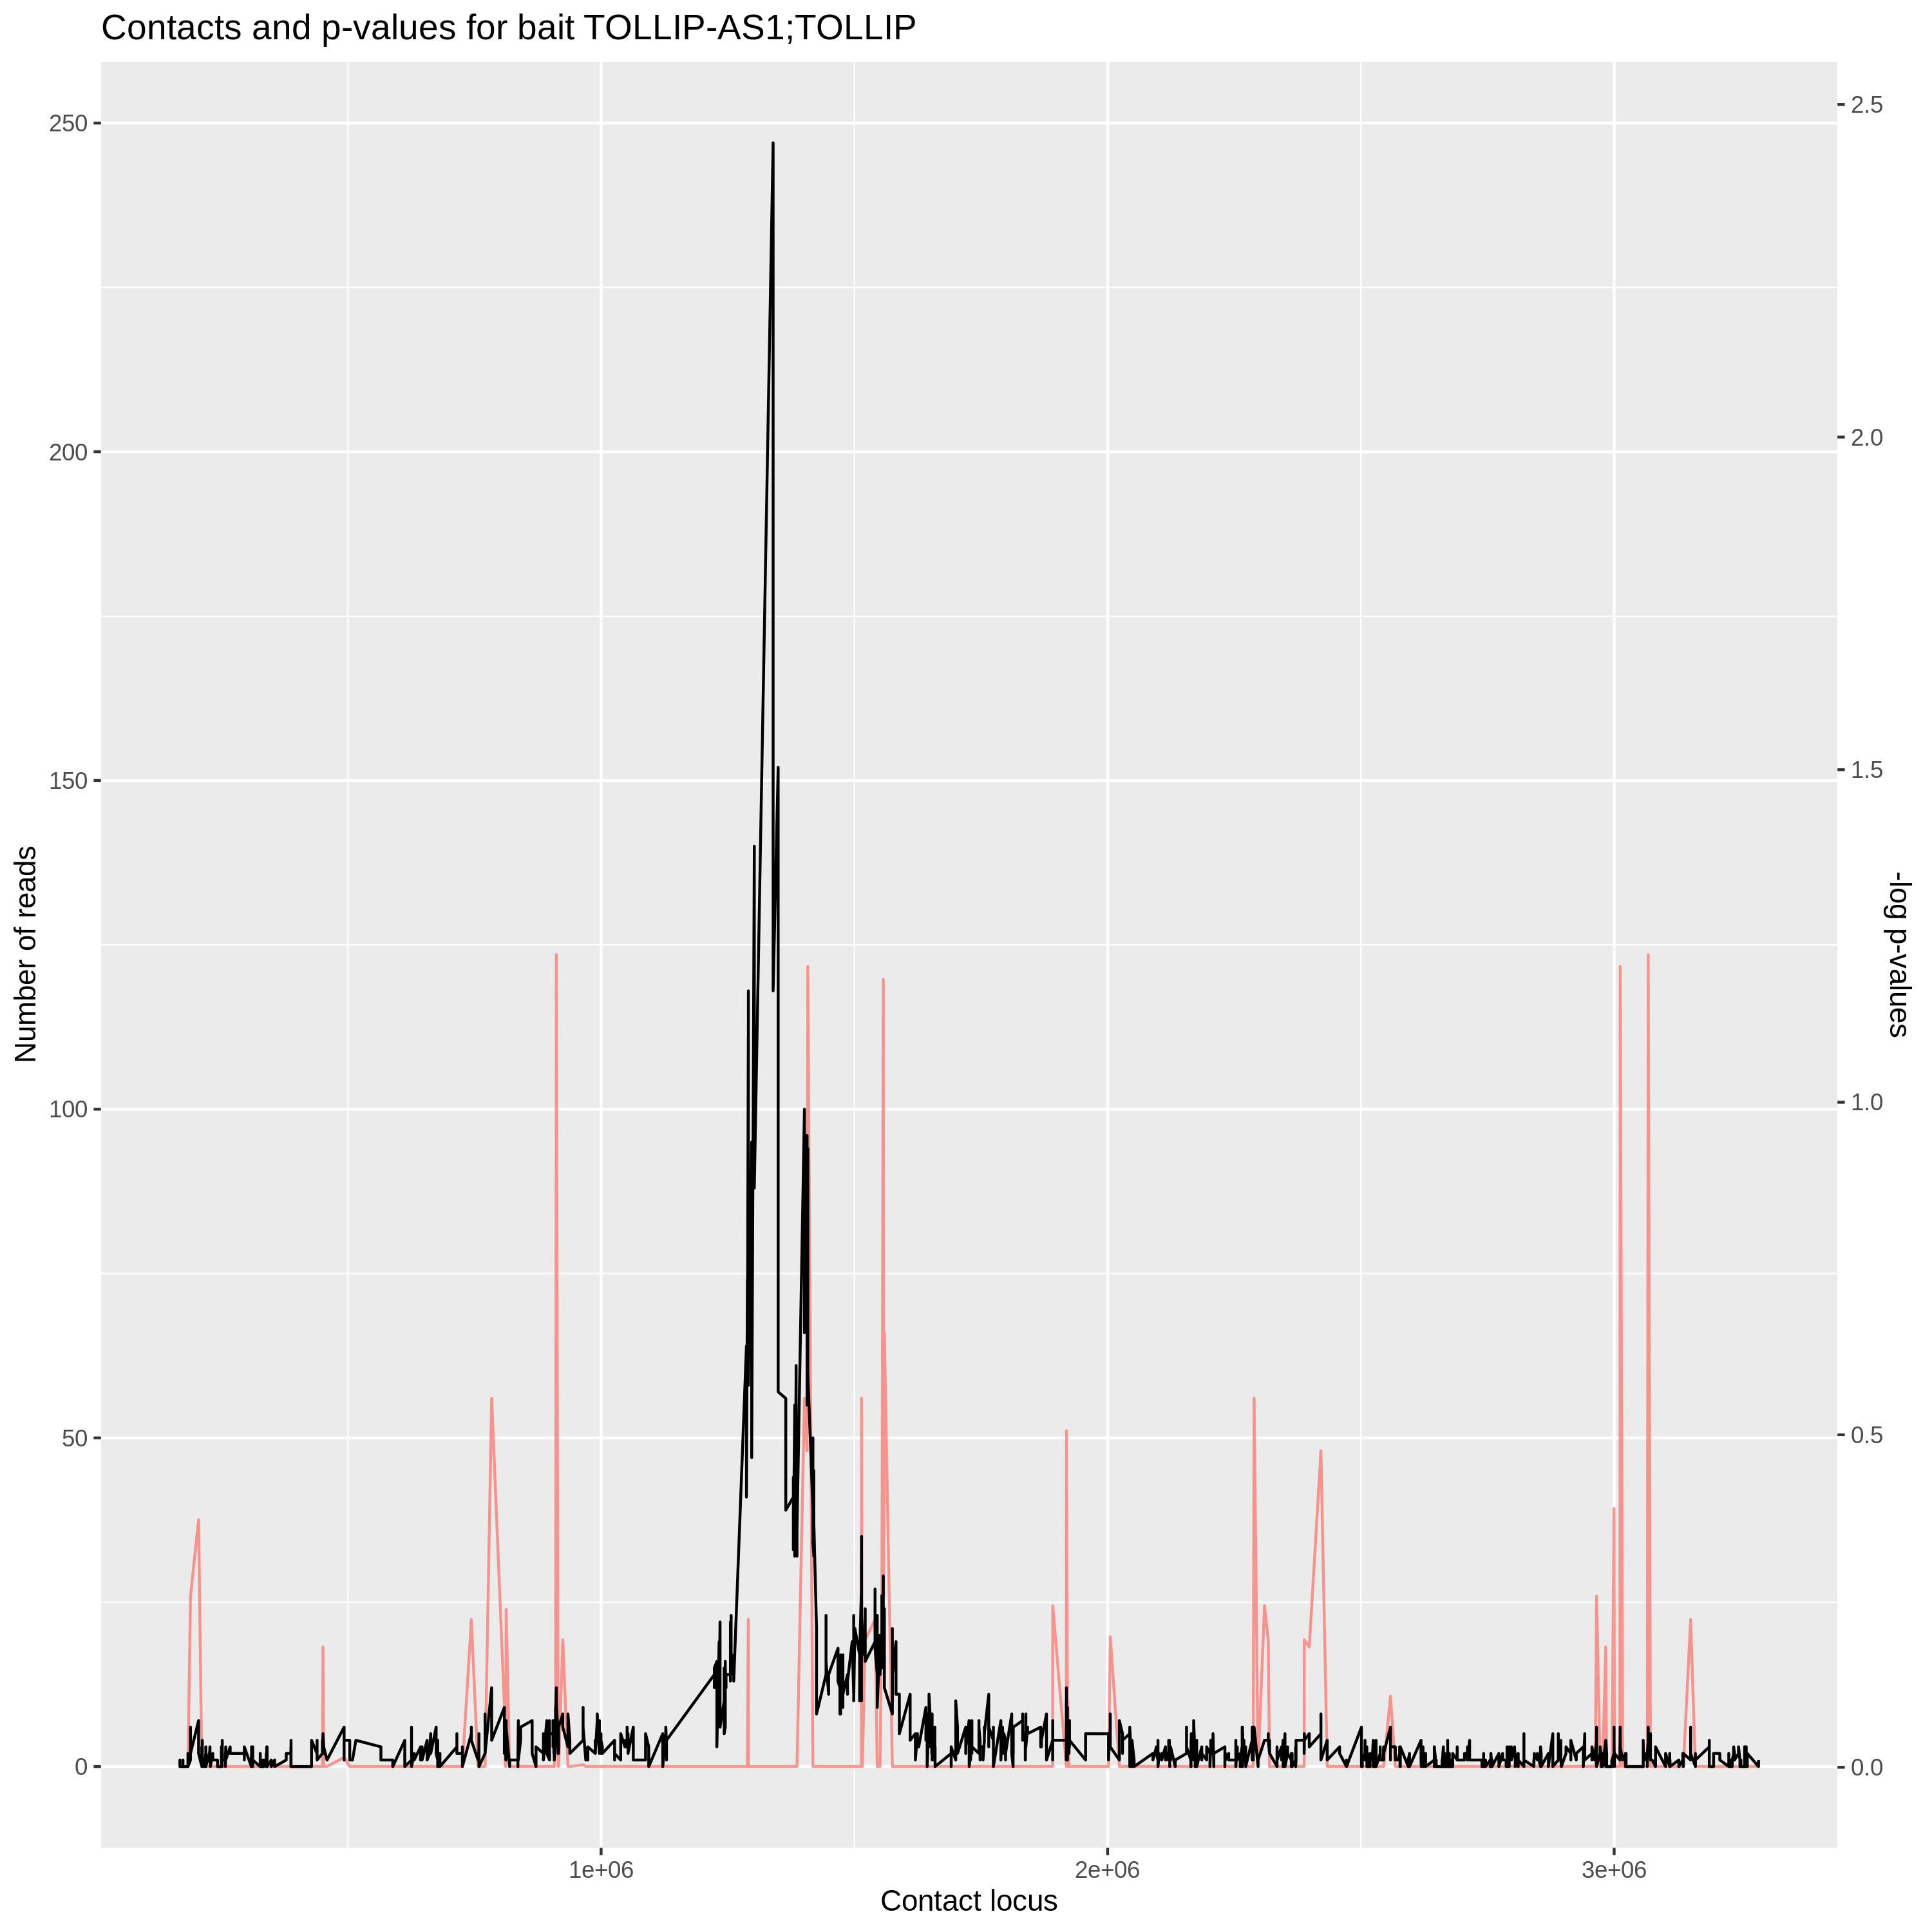 Contacts and p-values for bait TOLLIP-AS1;TOLLIP
250
200
150
100
50
0
Number of reads
2.5
2.0
1.5
1.0
0.5
0.0
-log p-values
1e+06
2e+06
3e+06
Contact locus